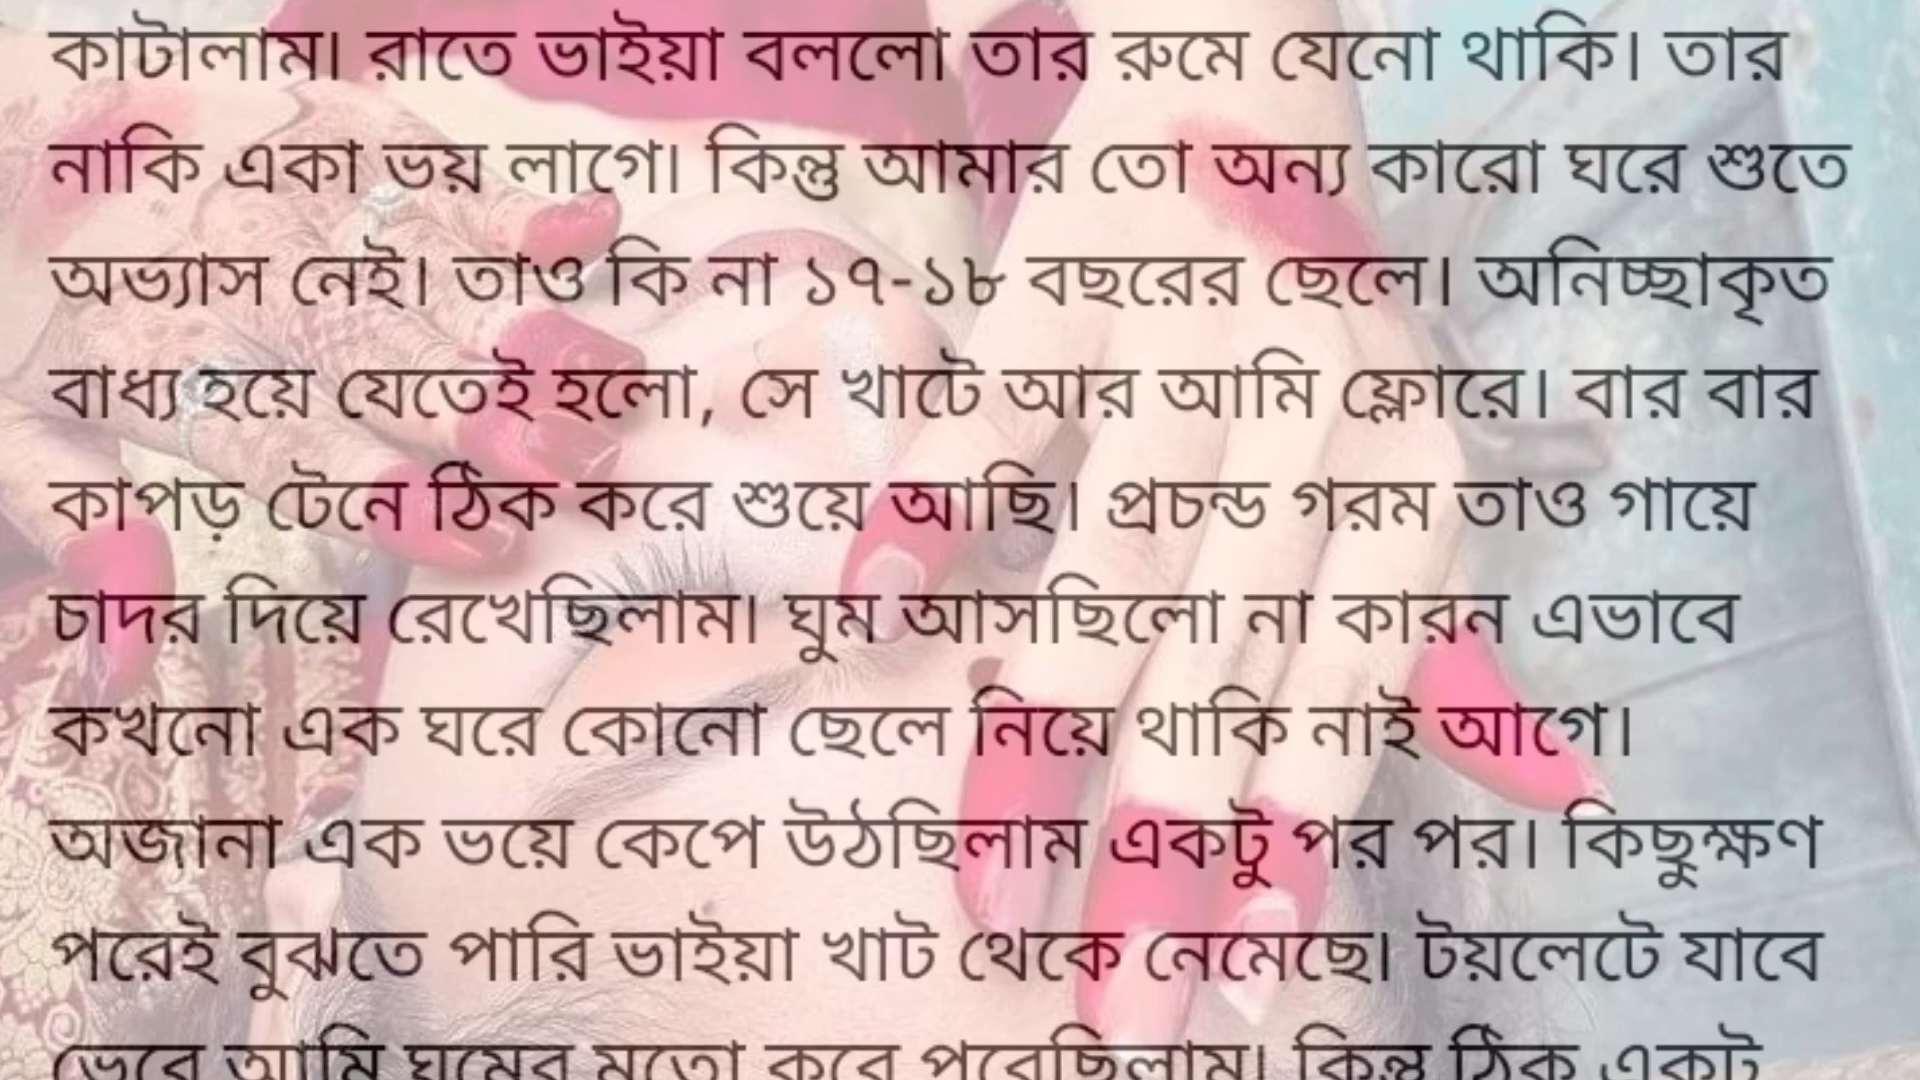 কাটালাম। রাতে ভাইয়া বললো তার রুমে যেনো থাকি। তার
নাকি একা ভয় লাগে। কিন্তু আমার তো অন্য কারো ঘরে শুতে
অভ্যাস নেই। তাও কি না ১৭-১৮ বছরের ছেলে। অনিচ্ছাকৃত
বাধ্য হয়ে যেতেই হলো, সে খাটে আর আমি ফ্লোরে। বার বার
কাপড় টেনে ঠিক করে শুয়ে আছি। প্রচন্ড গরম তাও গায়ে
চাদর দিয়ে রেখেছিলাম। ঘুম আসছিলো না কারন এভাবে
কখনো এক ঘরে কোনো ছেলে নিয়ে থাকি নাই আগে।
অজানা এক ভয়ে কেপে উঠছিলাম একটু পর পর। কিছুক্ষণ
পরেই বুঝতে পারি ভাইয়া খাট থেকে নেমেছে। টয়লেটে যাবে
ভেবে আমি ঘুমের মতো করে পরেছিলাম। কিন্তু ঠিক একটু